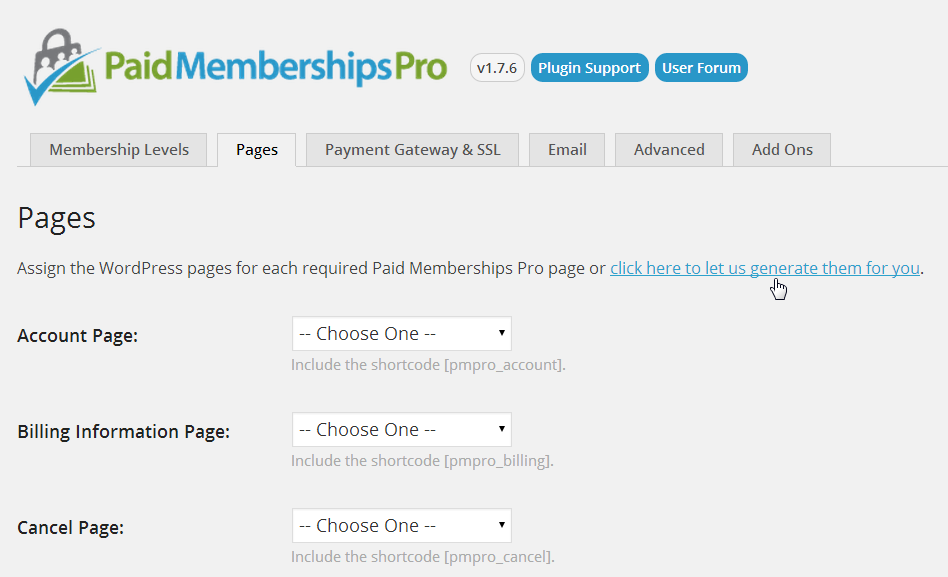 PaidMembershipsPro v1.7.6 Plugin Support User Forum
Membership Levels Pages Payment Gateway & SSL Email Advanced Add Ons
Pages
Assign the WordPress pages for each required Paid Memberships Pro page or click here to let us generate them for you.
Account Page: -- Choose One --
Include the shortcode [pmpro_account].
Billing Information Page: -- Choose One --
Include the shortcode [pmpro_billing].
Cancel Page: -- Choose One --
Include the shortcode [pmpro_cancel].